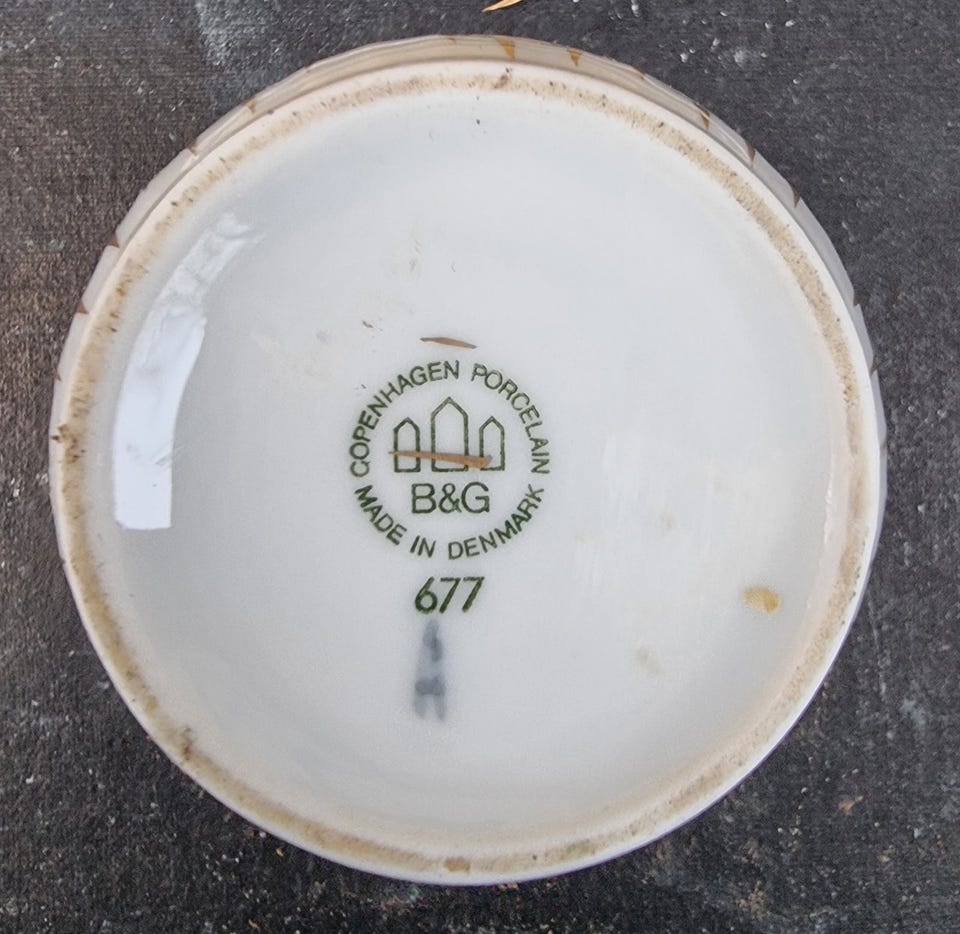 COPENHAGEN PORCELAIN
B&G
MADE IN DENMARK
677